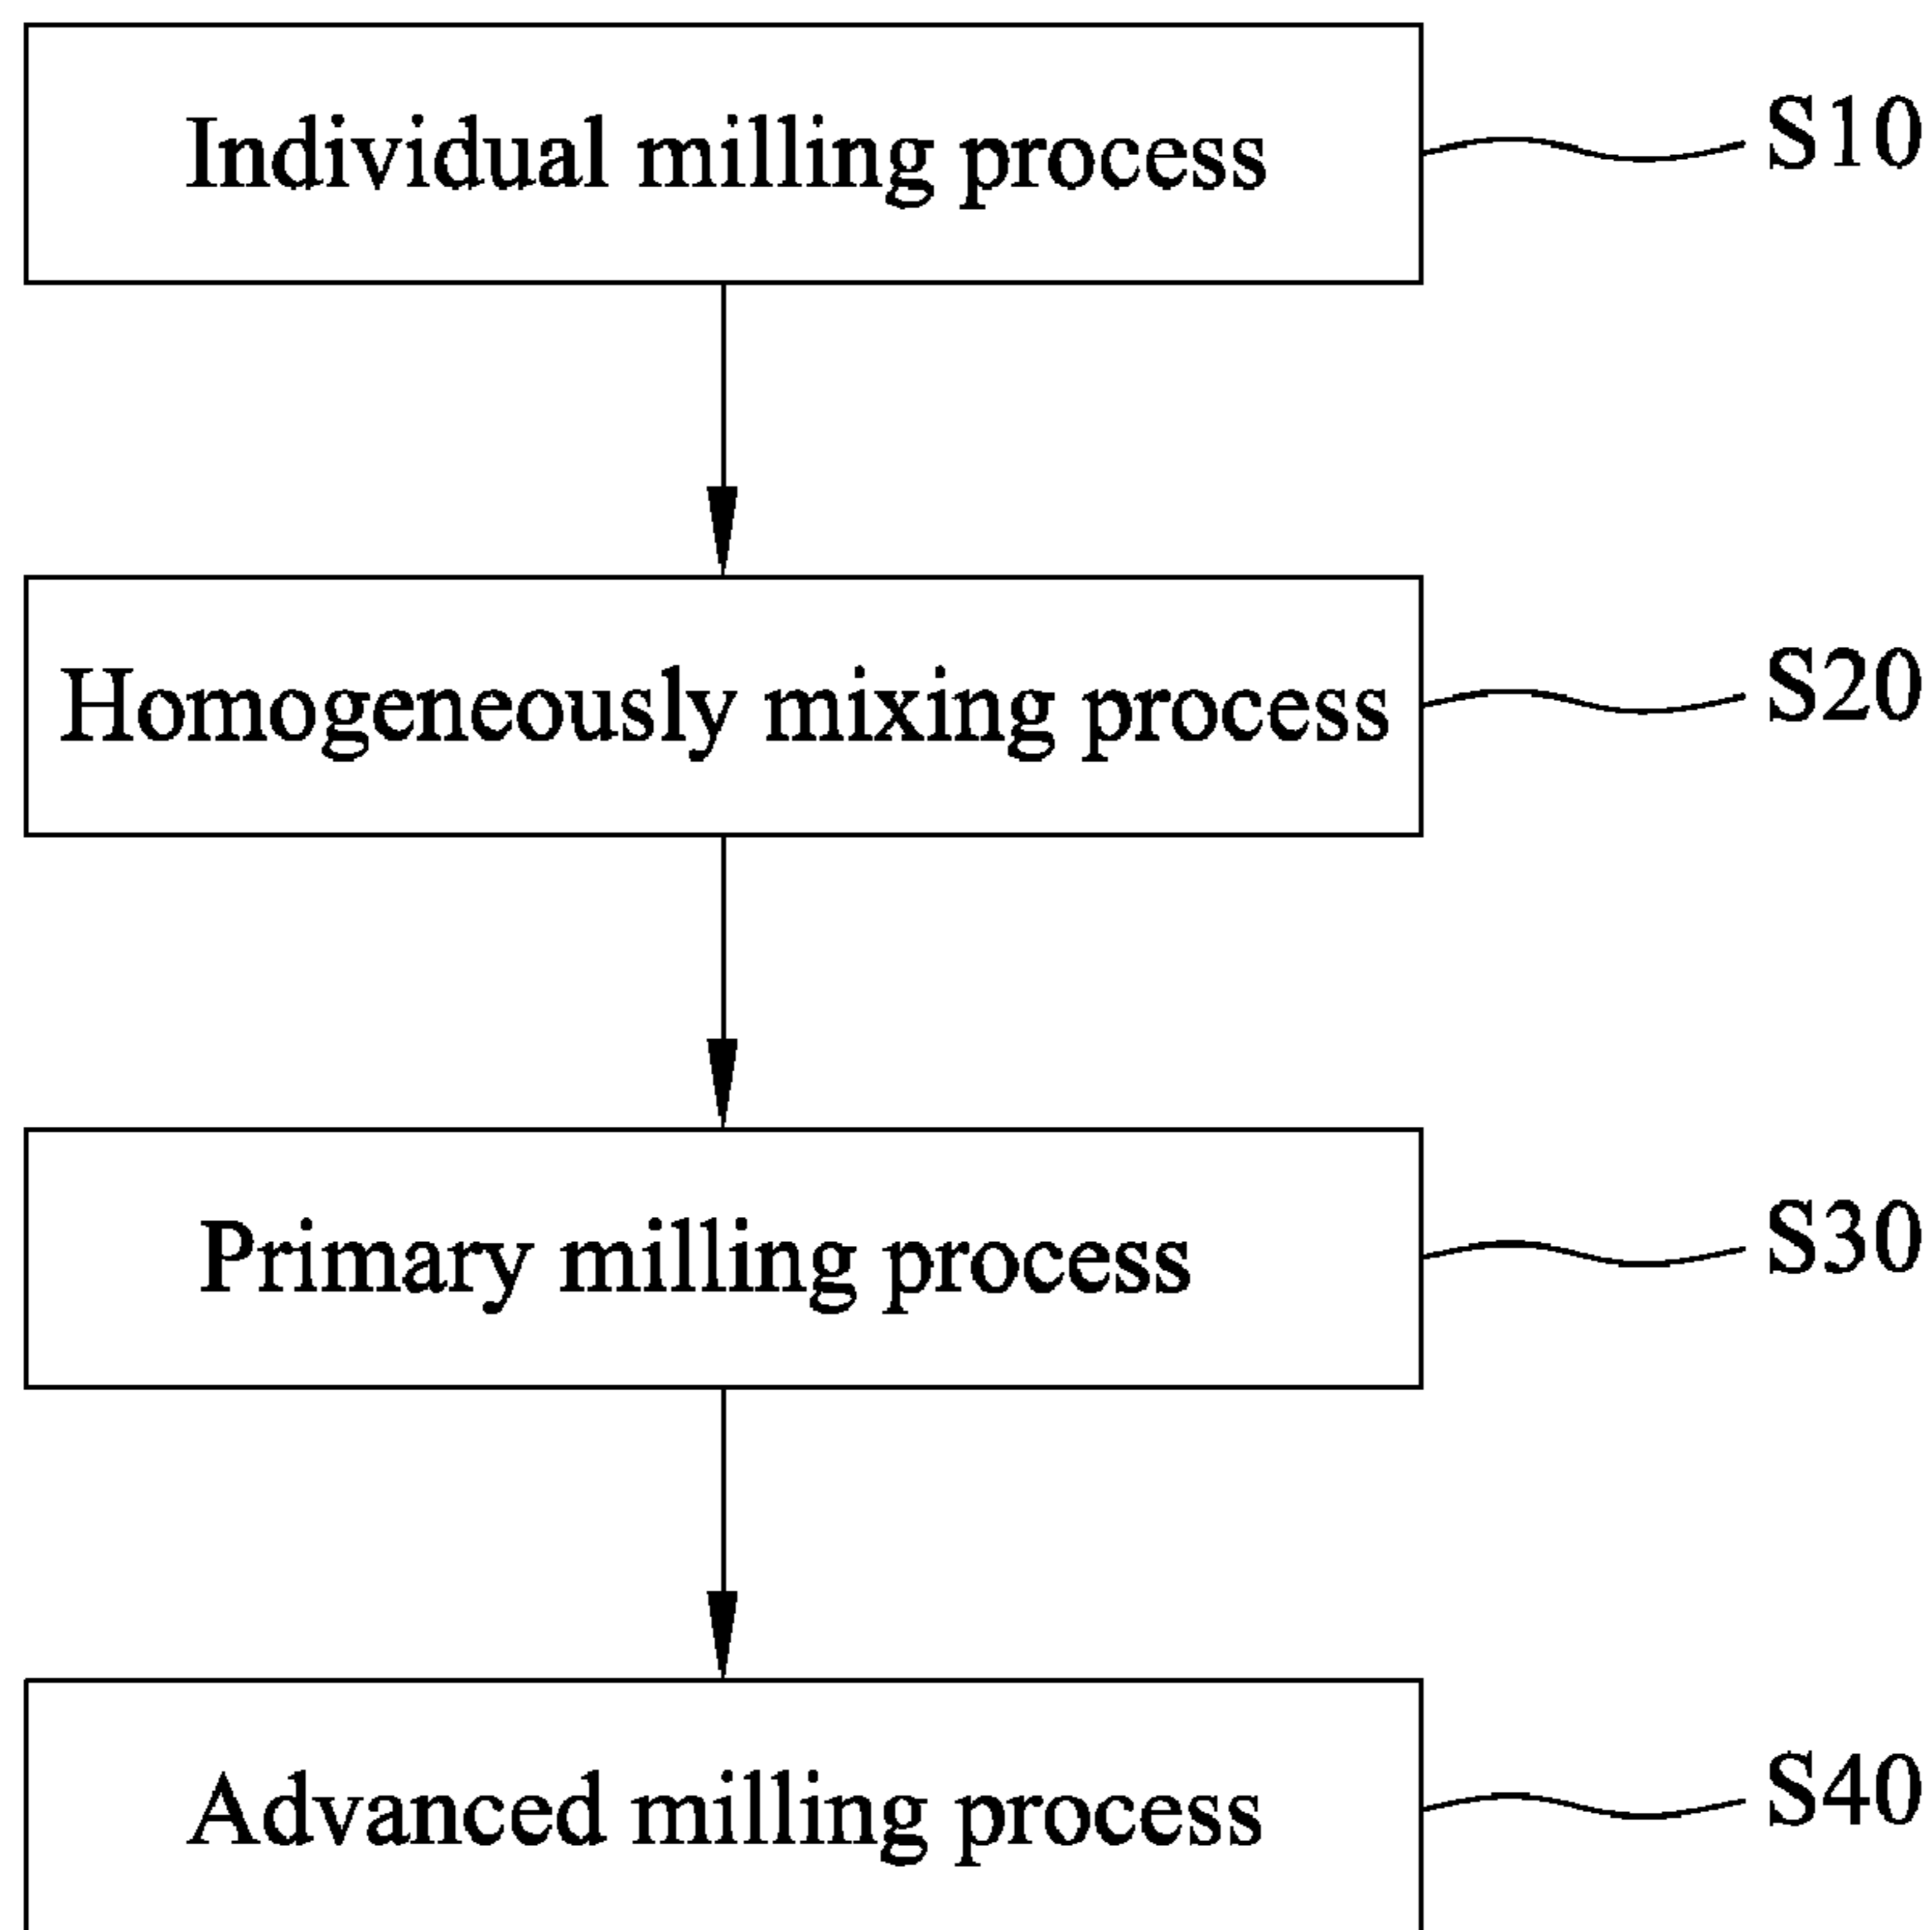 Individual milling process S10
Homogeneously mixing process S20
Primary milling process S30
Advanced milling process S40